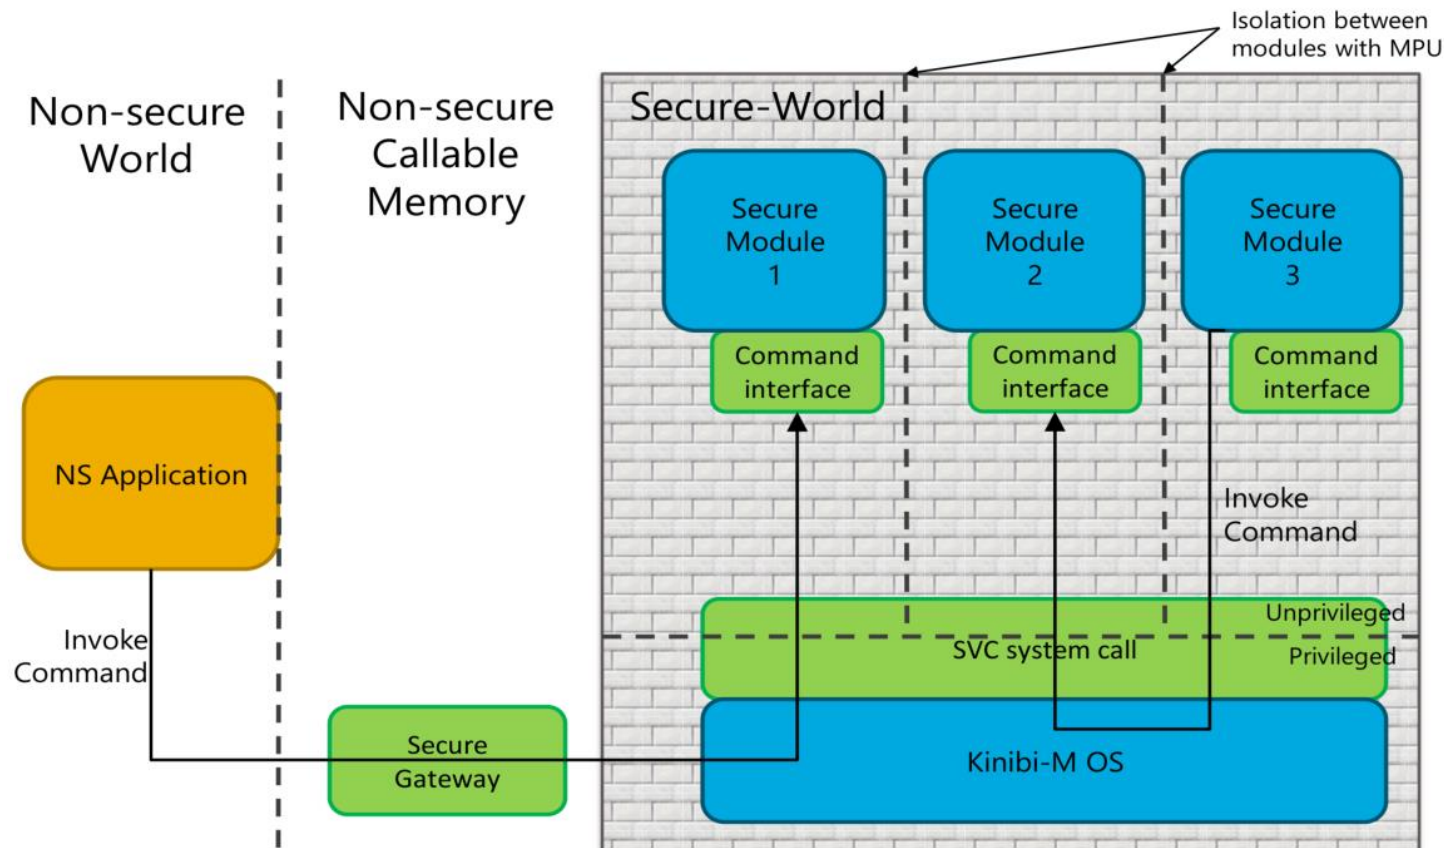 Isolation between
modules with MPU
Non-secure
World
Non-secure
Callable
Memory
Secure-World
Secure
Module
1
Secure
Module
2
Secure
Module
3
Command
interface
Command
interface
Command
interface
NS Application
Invoke
Command
Invoke
Command
Unprivileged
SVC system call
Privileged
Secure
Gateway
Kinibi-M OS